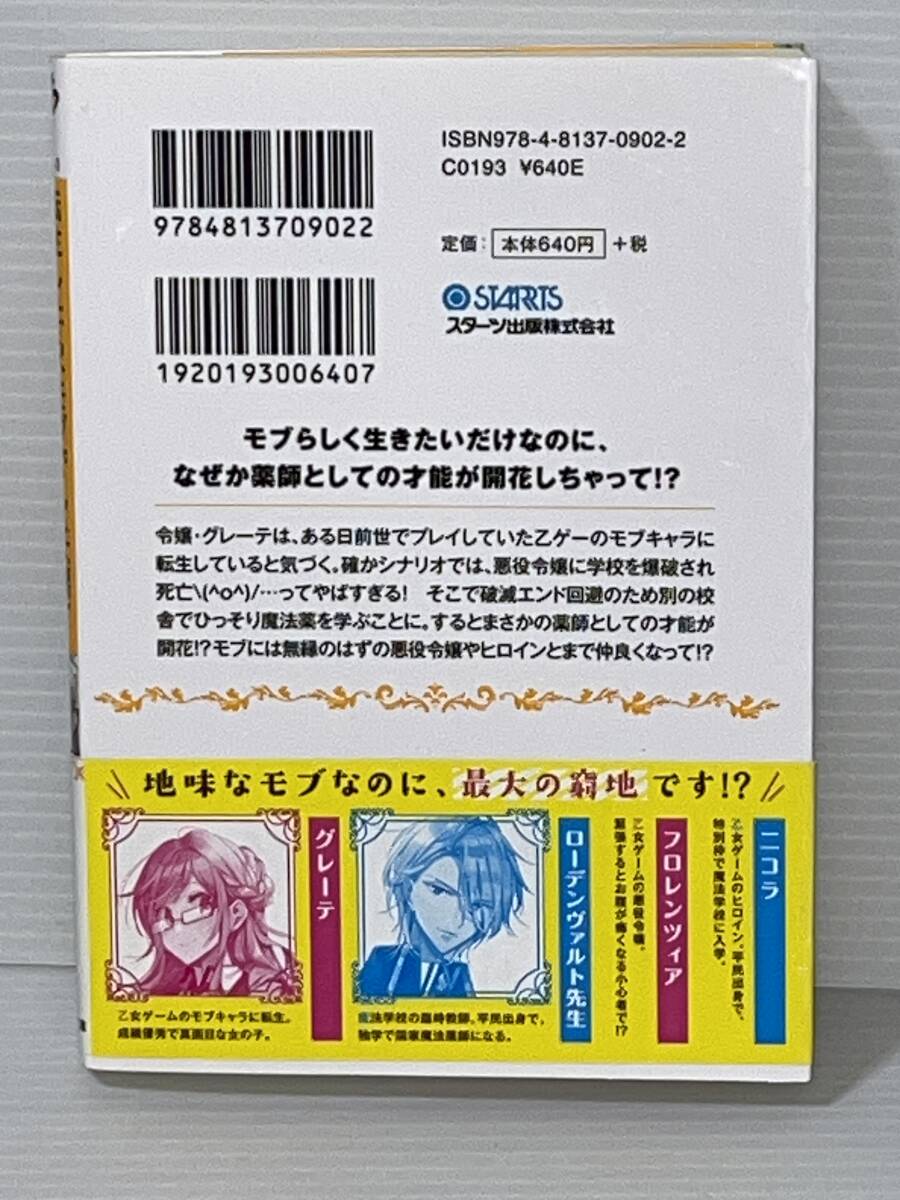 9784813709022
ISBN978-4-8137-0902-2
C0193 ¥640E
定価：本体640円 +税
STARTS
スターツ出版株式会社
1920193006407
モブらしく生きたいだけなのに、
なぜか薬師としての才能が開花しちゃって!?
令嬢・グレーテは、ある日前世でプレイしていた乙ゲーのモブキャラに
転生していると気づく。確かシナリオでは、悪役令嬢に学校を爆破され
死亡\(^o^)/…ってやばすぎる!　そこで破滅エンド回避のため別の校
舎でひっそり魔法薬を学ぶことに。するとまさかの薬師としての才能が
開花!?モブには無縁のはずの悪役令嬢やヒロインとまで仲良くなって!?
地味なモブなのに、最大の窮地です!?
グレーテ
乙女ゲームのモブキャラに転生。
成績優秀で真面目な女の子。
ローデンヴァルト先生
魔法学校の臨時教師。平民出身で、
独学で国家魔法薬師になる。
フロレンツィア
乙女ゲームの悪役令嬢。
緊張するとお腹が痛くなる小心者で!?
ニコラ
乙女ゲームのヒロイン。平民出身で、
特別枠で魔法学校に入学。